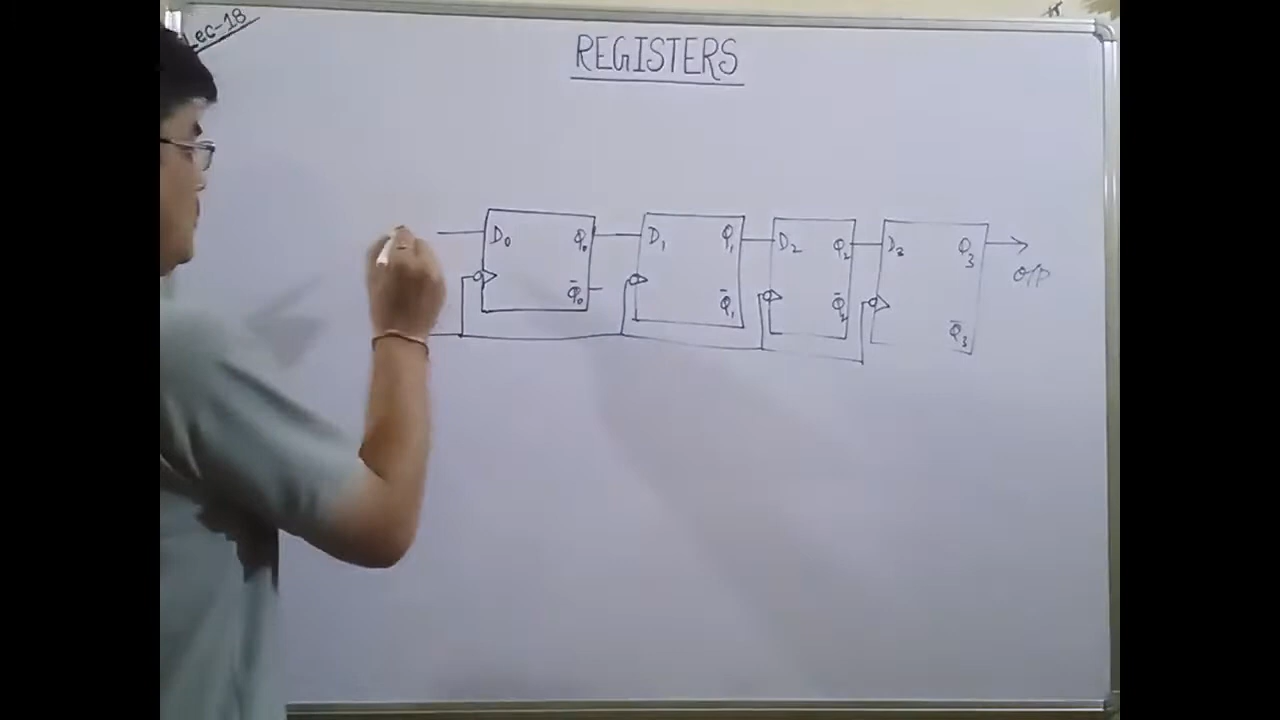 Lec-18
REGISTERS
D₀ Q₀ D₁ Q₁ D₂ Q₂ D₃ Q₃
O/P
Q̄₀ Q̄₁ Q̄₂ Q̄₃